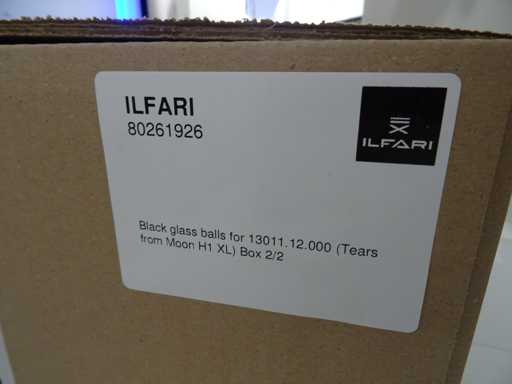 ILFARI
80261926
ILFARI
Black glass balls for 13011.12.000 (Tears
from Moon H1 XL) Box 2/2